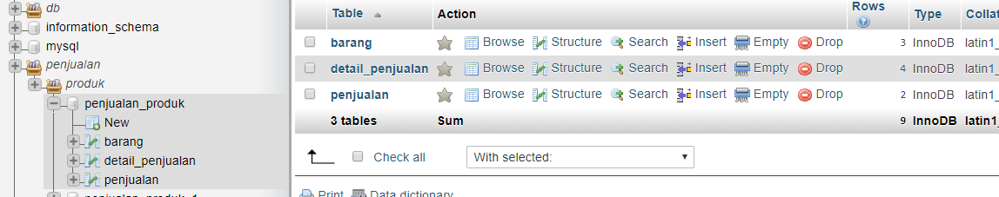 db
information_schema
mysql
penjualan
produk
penjualan_produk
New
barang
detail_penjualan
penjualan
Table Action Rows Type Colla
barang Browse Structure Search Insert Empty Drop 3 InnoDB latin1_
detail_penjualan Browse Structure Search Insert Empty Drop 4 InnoDB latin1_
penjualan Browse Structure Search Insert Empty Drop 2 InnoDB latin1_
3 tables Sum 9 InnoDB latin1_
Check all With selected:
Print Data dictionary